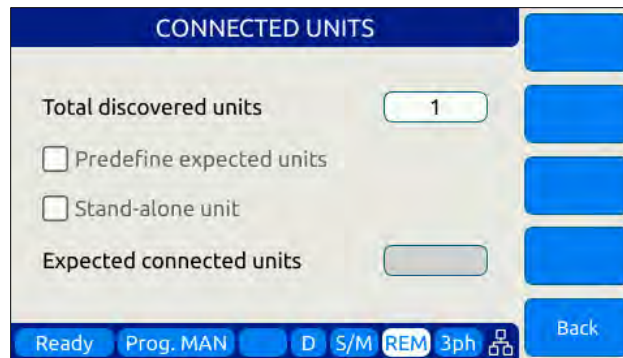 CONNECTED UNITS
Total discovered units 1
Predefine expected units
Stand-alone unit
Expected connected units
Back
Ready Prog. MAN D S/M REM 3ph